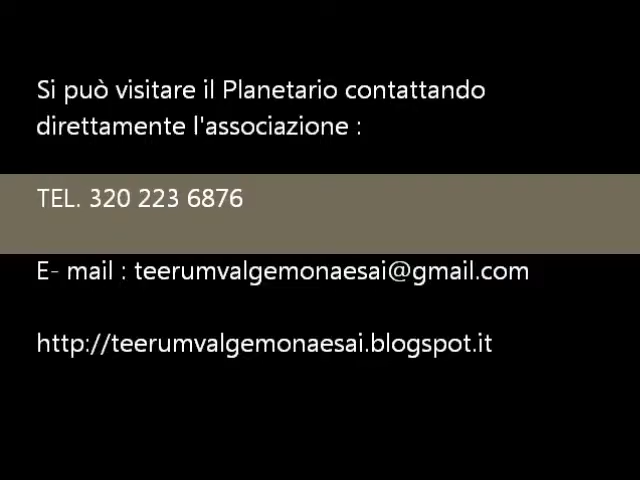 Si può visitare il Planetario contattando
direttamente l'associazione :
TEL. 320 223 6876
E- mail : teerumvalgemonaesai@gmail.com
http://teerumvalgemonaesai.blogspot.it